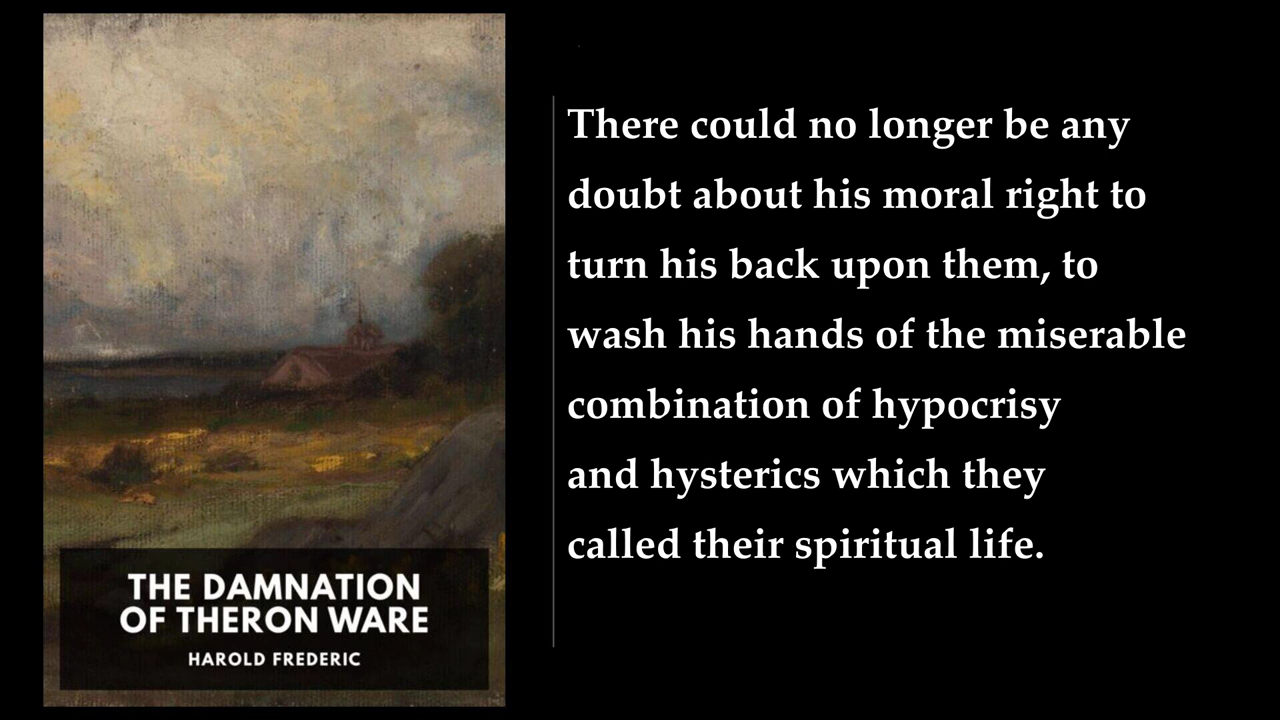 THE DAMNATION
OF THERON WARE
HAROLD FREDERIC
There could no longer be any
doubt about his moral right to
turn his back upon them, to
wash his hands of the miserable
combination of hypocrisy
and hysterics which they
called their spiritual life.